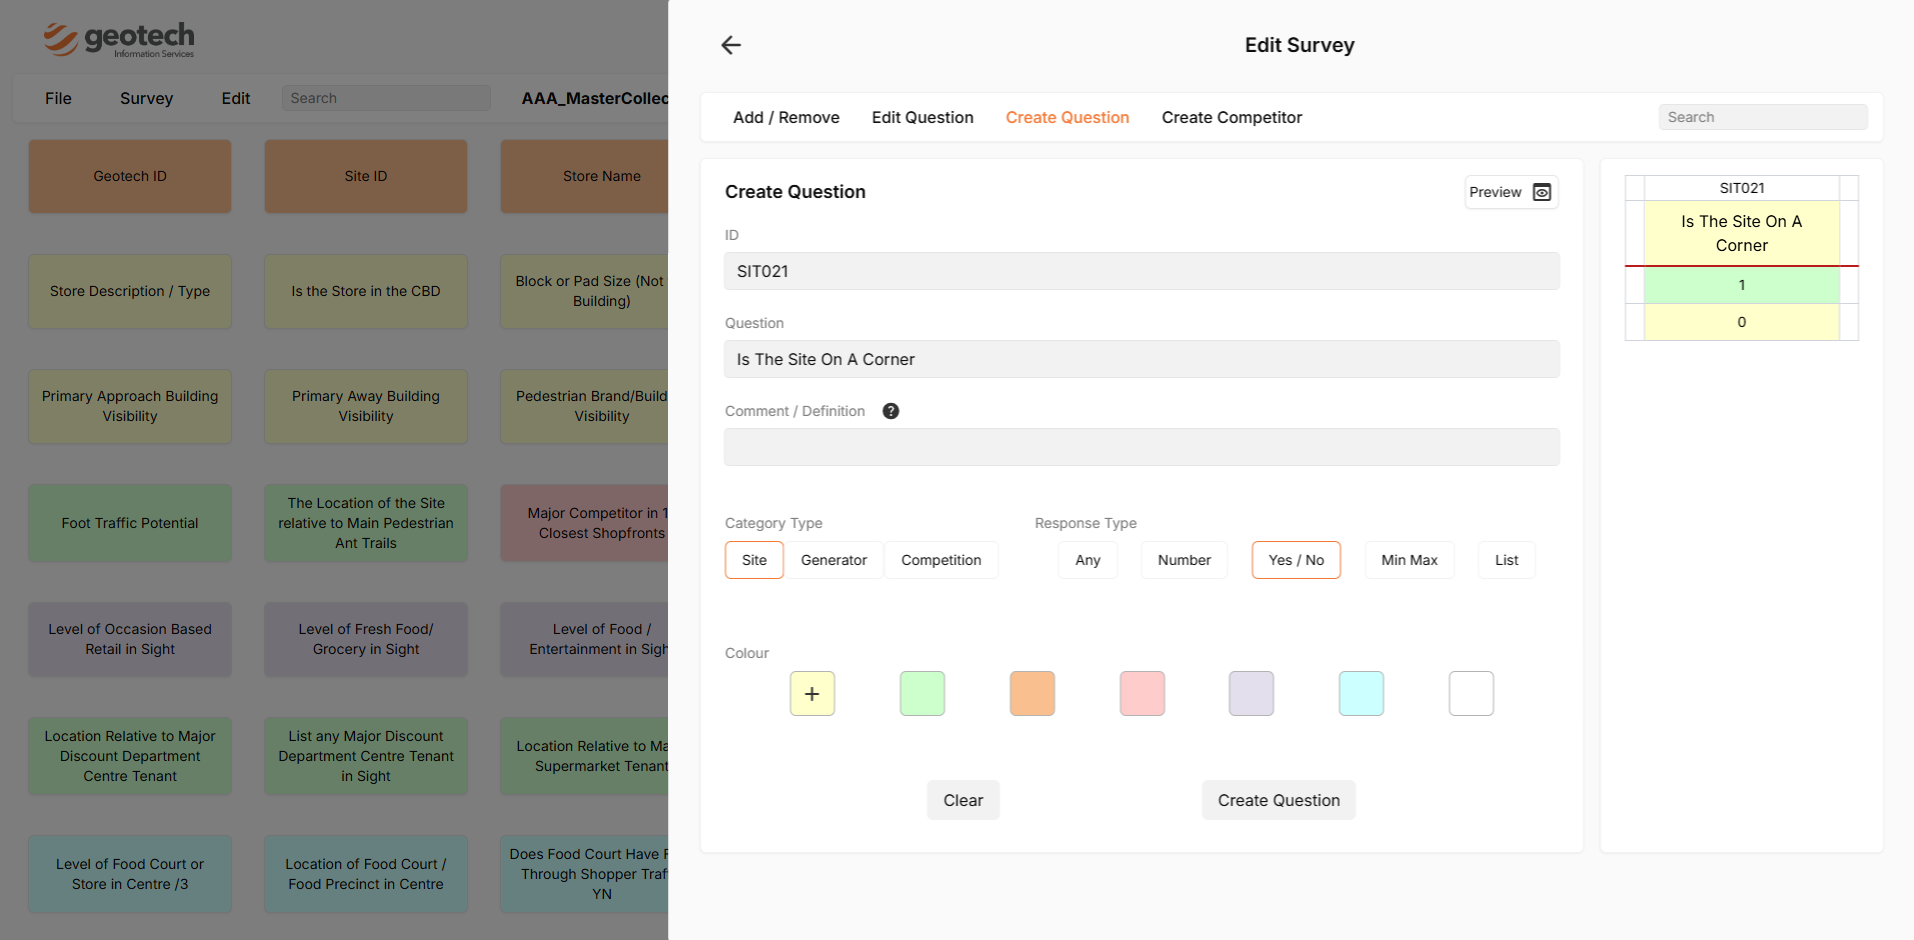 geotech
Information Services
File
Survey
Edit
Search
AAA_MasterCollec
Geotech ID
Site ID
Store Name
Store Description / Type
Is the Store in the CBD
Block or Pad Size (Not
Building)
Primary Approach Building
Visibility
Primary Away Building
Visibility
Pedestrian Brand/Build
Visibility
Foot Traffic Potential
The Location of the Site
relative to Main Pedestrian
Ant Trails
Major Competitor in 1
Closest Shopfronts
Level of Occasion Based
Retail in Sight
Level of Fresh Food/
Grocery in Sight
Level of Food /
Entertainment in Sigh
Location Relative to Major
Discount Department
Centre Tenant
List any Major Discount
Department Centre Tenant
in Sight
Location Relative to Ma
Supermarket Tenant
Level of Food Court or
Store in Centre /3
Location of Food Court /
Food Precinct in Centre
Does Food Court Have F
Through Shopper Traf
YN
Edit Survey
Add / Remove
Edit Question
Create Question
Create Competitor
Search
Create Question
Preview
ID
SIT021
Question
Is The Site On A Corner
Comment / Definition ?
Category Type
Site
Generator
Competition
Response Type
Any
Number
Yes / No
Min Max
List
Colour
+
Clear
Create Question
SIT021
Is The Site On A
Corner
1
0